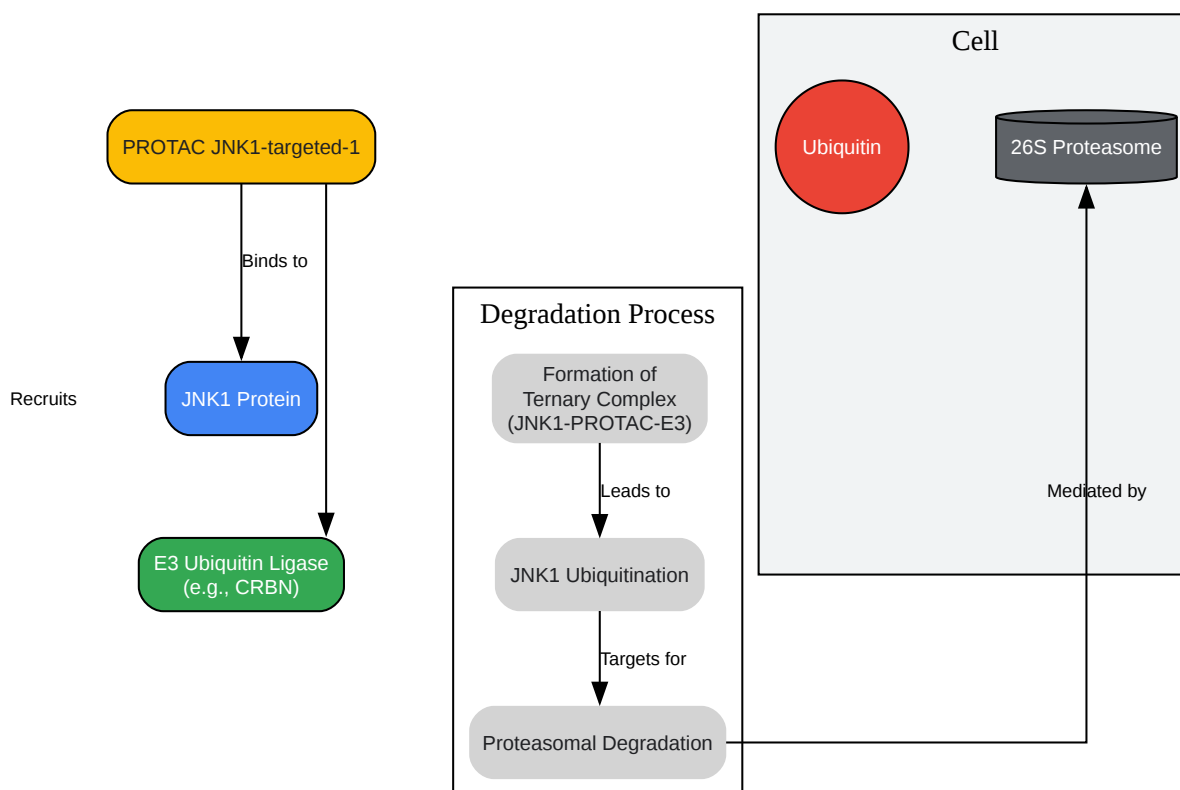 Cell
PROTAC JNK1-targeted-1
Ubiquitin
26S Proteasome
Binds to
Degradation Process
Recruits
JNK1 Protein
Formation of
Ternary Complex
(JNK1-PROTAC-E3)
Leads to
Mediated by
E3 Ubiquitin Ligase
(e.g., CRBN)
JNK1 Ubiquitination
Targets for
Proteasomal Degradation